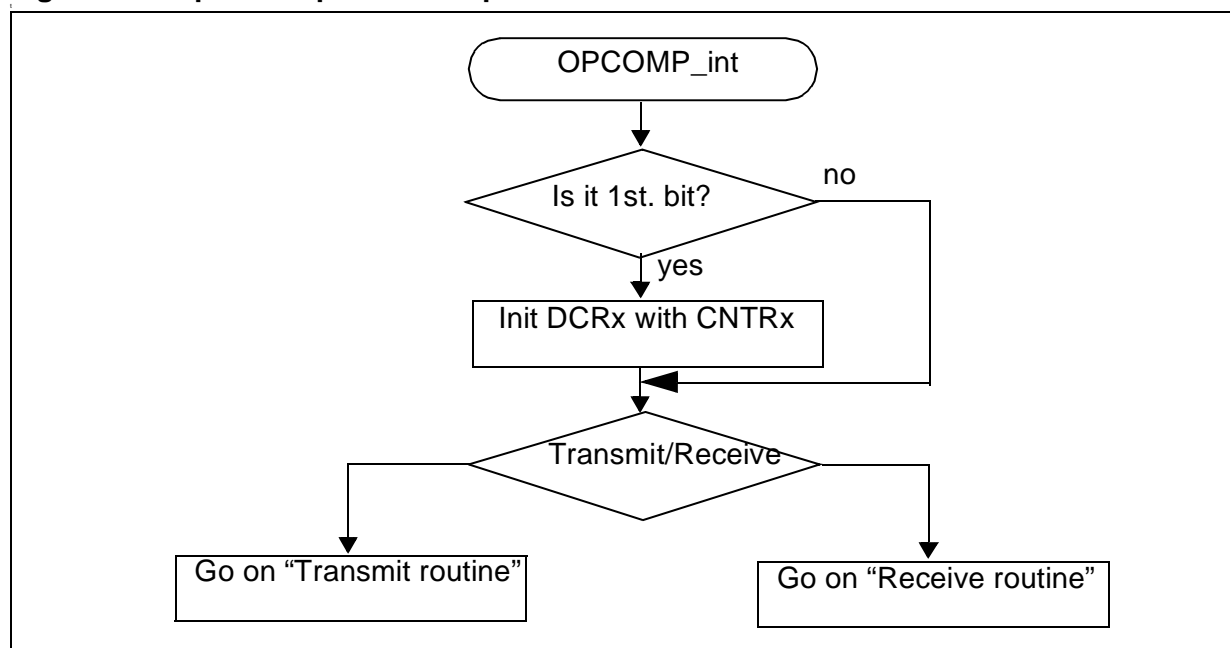 OPCOMP_int
Is it 1st. bit?
no
yes
Init DCRx with CNTRx
Transmit/Receive
Go on “Transmit routine”
Go on “Receive routine”